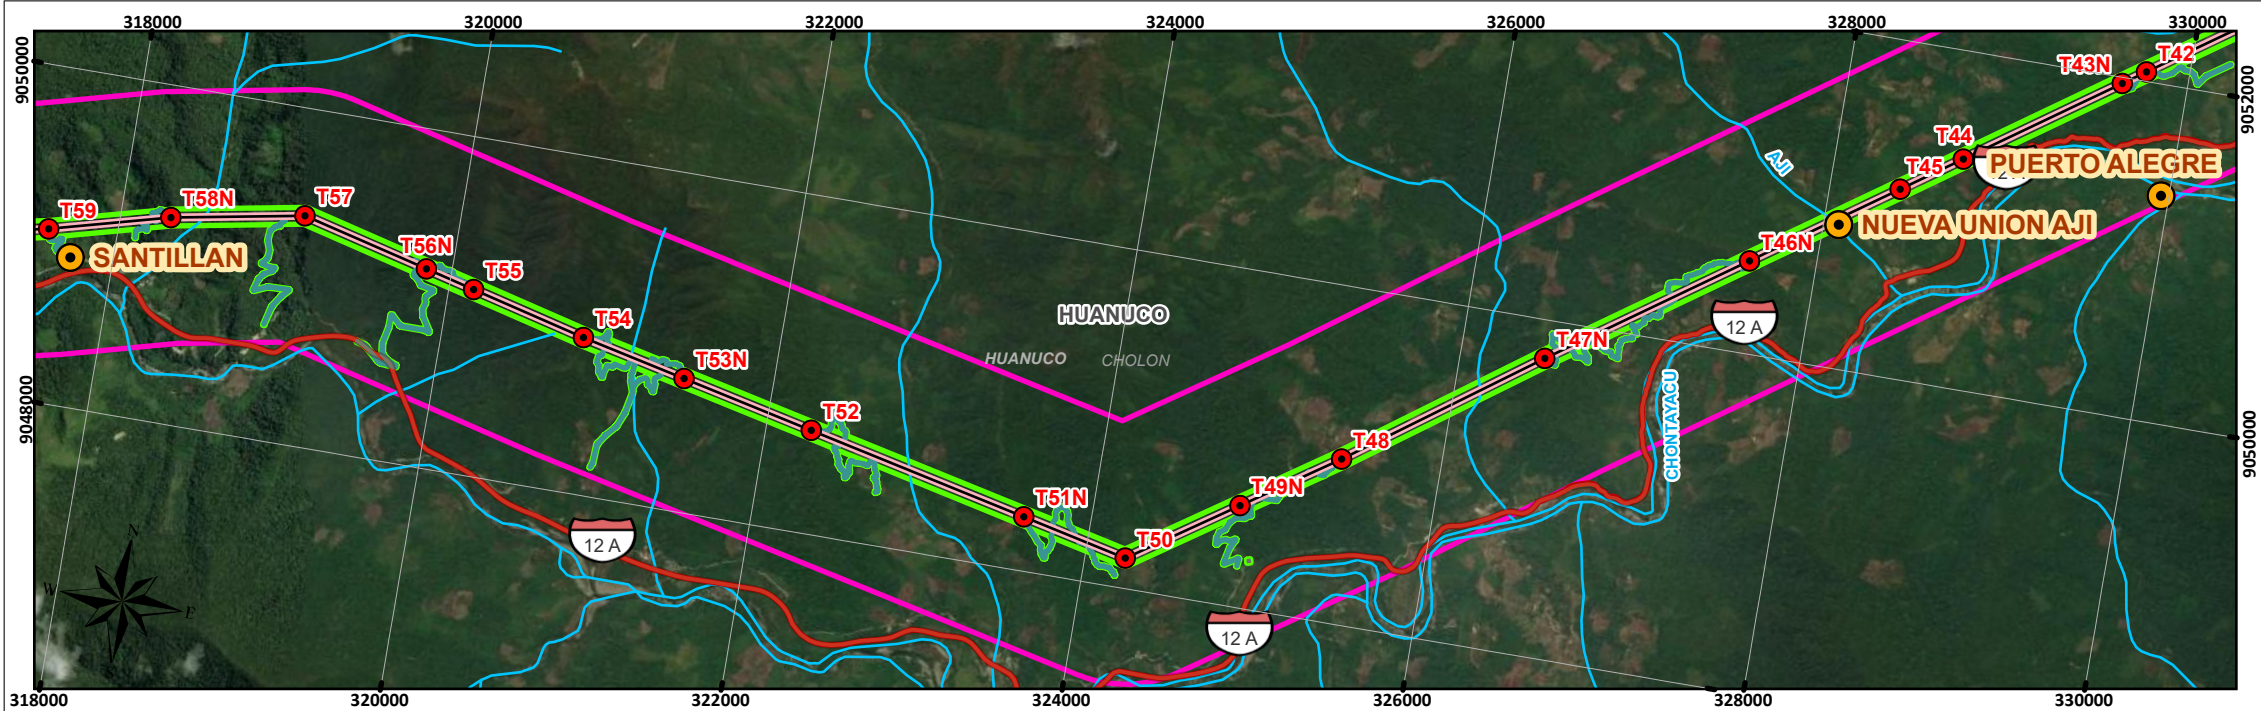 318000 320000 322000 324000 326000 328000 330000
9050000
9052000
T43N T42
T44
PUERTO ALEGRE
AJI
T45
T59 T58N T57
NUEVA UNION AJI
SANTILLAN
T56N
T46N
T55
HUANUCO
T54
12 A
T47N
HUANUCO CHOLON
T53N
9048000
T52
CHONTAYACU
T48
9050000
T49N
T51N
T50
N
12 A
W
E
12 A
318000 320000 322000 324000 326000 328000 330000